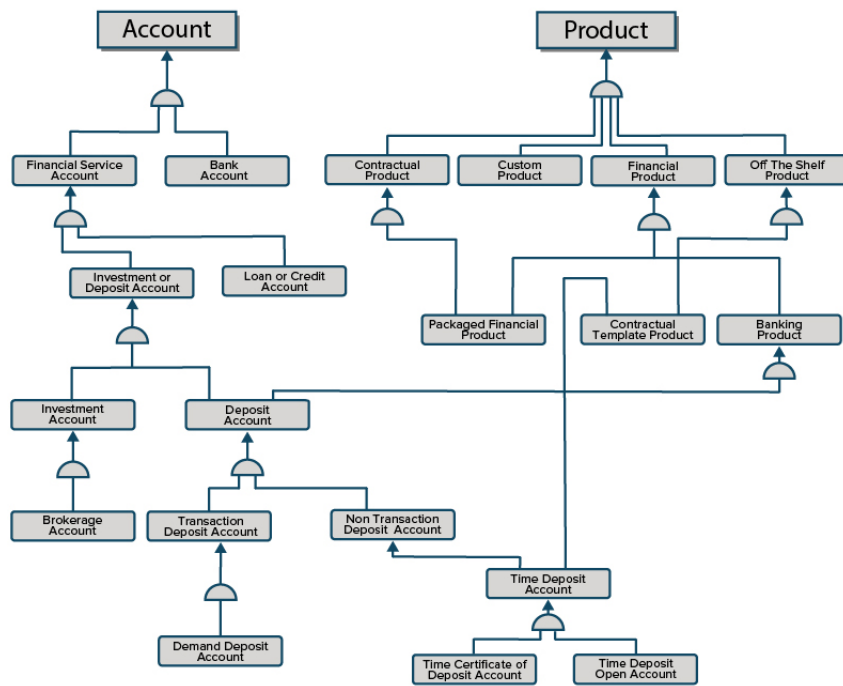 Account
Product
Financial Service
Account
Bank
Account
Contractual
Product
Custom
Product
Financial
Product
Off The Shelf
Product
Investment or
Deposit Account
Loan or Credit
Account
Packaged Financial
Product
Contractual
Template Product
Banking
Product
Investment
Account
Deposit
Account
Brokerage
Account
Transaction
Deposit Account
Non Transaction
Deposit Account
Time Deposit
Account
Demand Deposit
Account
Time Certificate of
Deposit Account
Time Deposit
Open Account